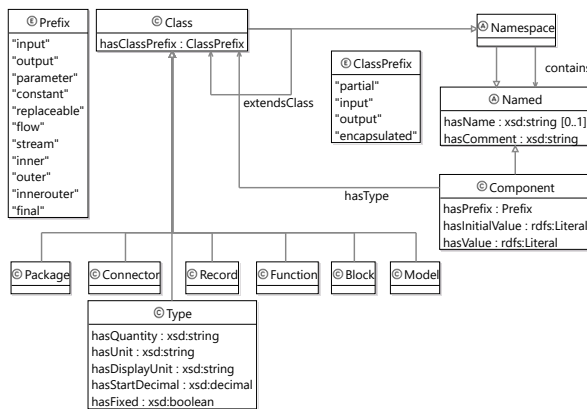 Prefix
"input"
"output"
"parameter"
"constant"
"replaceable"
"flow"
"stream"
"inner"
"outer"
"innerouter"
"final"
Class
hasClassPrefix : ClassPrefix
Namespace
contains
extendsClass
ClassPrefix
"partial"
"input"
"output"
"encapsulated"
Named
hasName : xsd:string [0..1]
hasComment : xsd:string
hasType
Component
hasPrefix : Prefix
hasInitialValue : rdfs:Literal
hasValue : rdfs:Literal
Package
Connector
Record
Function
Block
Model
Type
hasQuantity : xsd:string
hasUnit : xsd:string
hasDisplayUnit : xsd:string
hasStartDecimal : xsd:decimal
hasFixed : xsd:boolean